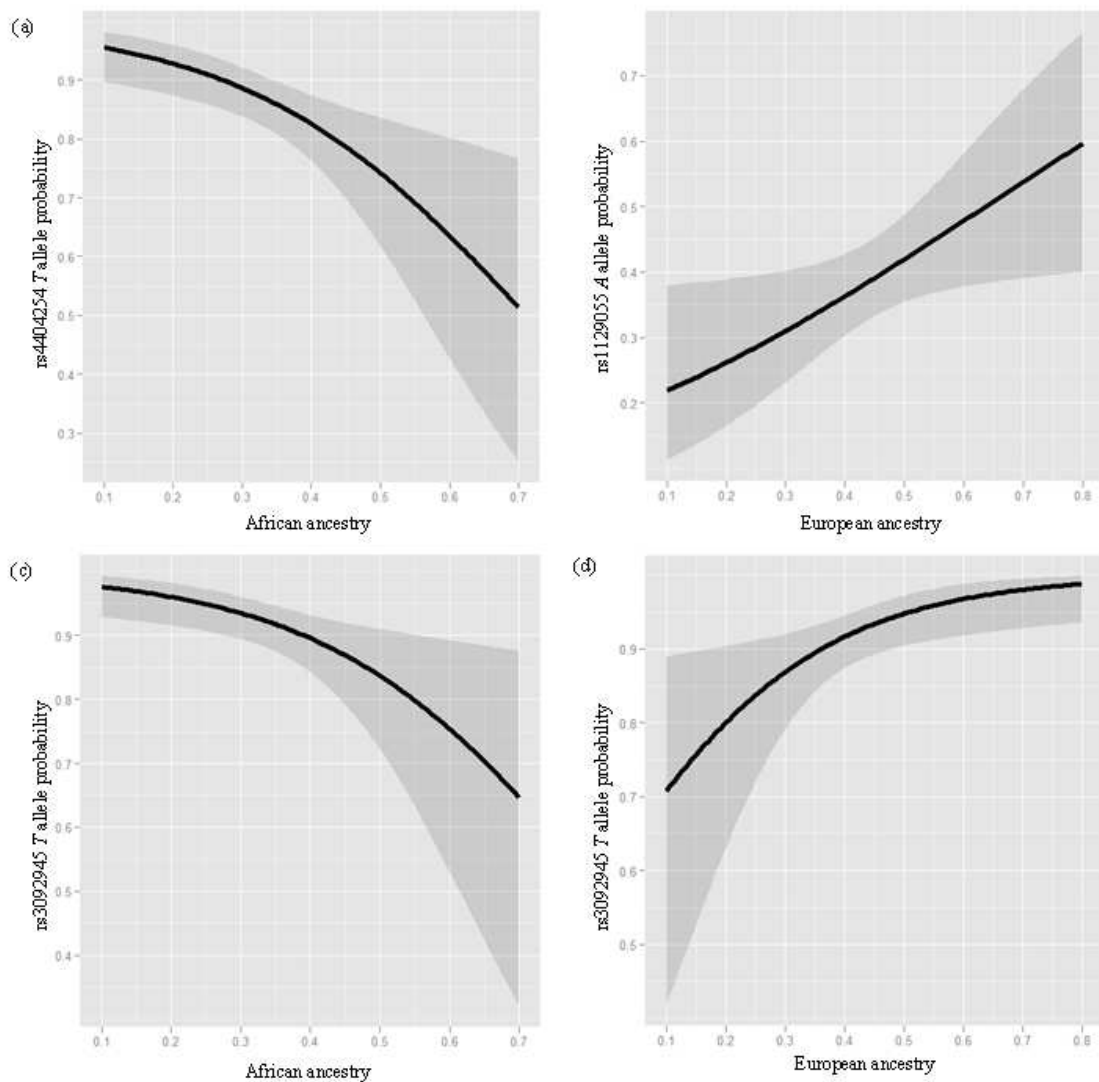 (a)
rs4404254 T allele probability
0.9
0.8
0.7
0.6
0.5
0.4
0.3
0.1 0.2 0.3 0.4 0.5 0.6 0.7
African ancestry
rs1129055 A allele probability
0.7
0.6
0.5
0.4
0.3
0.2
0.1 0.2 0.3 0.4 0.5 0.6 0.7 0.8
European ancestry
(c)
rs3092945 T allele probability
0.9
0.8
0.7
0.6
0.5
0.4
0.1 0.2 0.3 0.4 0.5 0.6 0.7
African ancestry
(d)
rs3092945 T allele probability
0.9
0.8
0.7
0.6
0.5
0.1 0.2 0.3 0.4 0.5 0.6 0.7 0.8
European ancestry